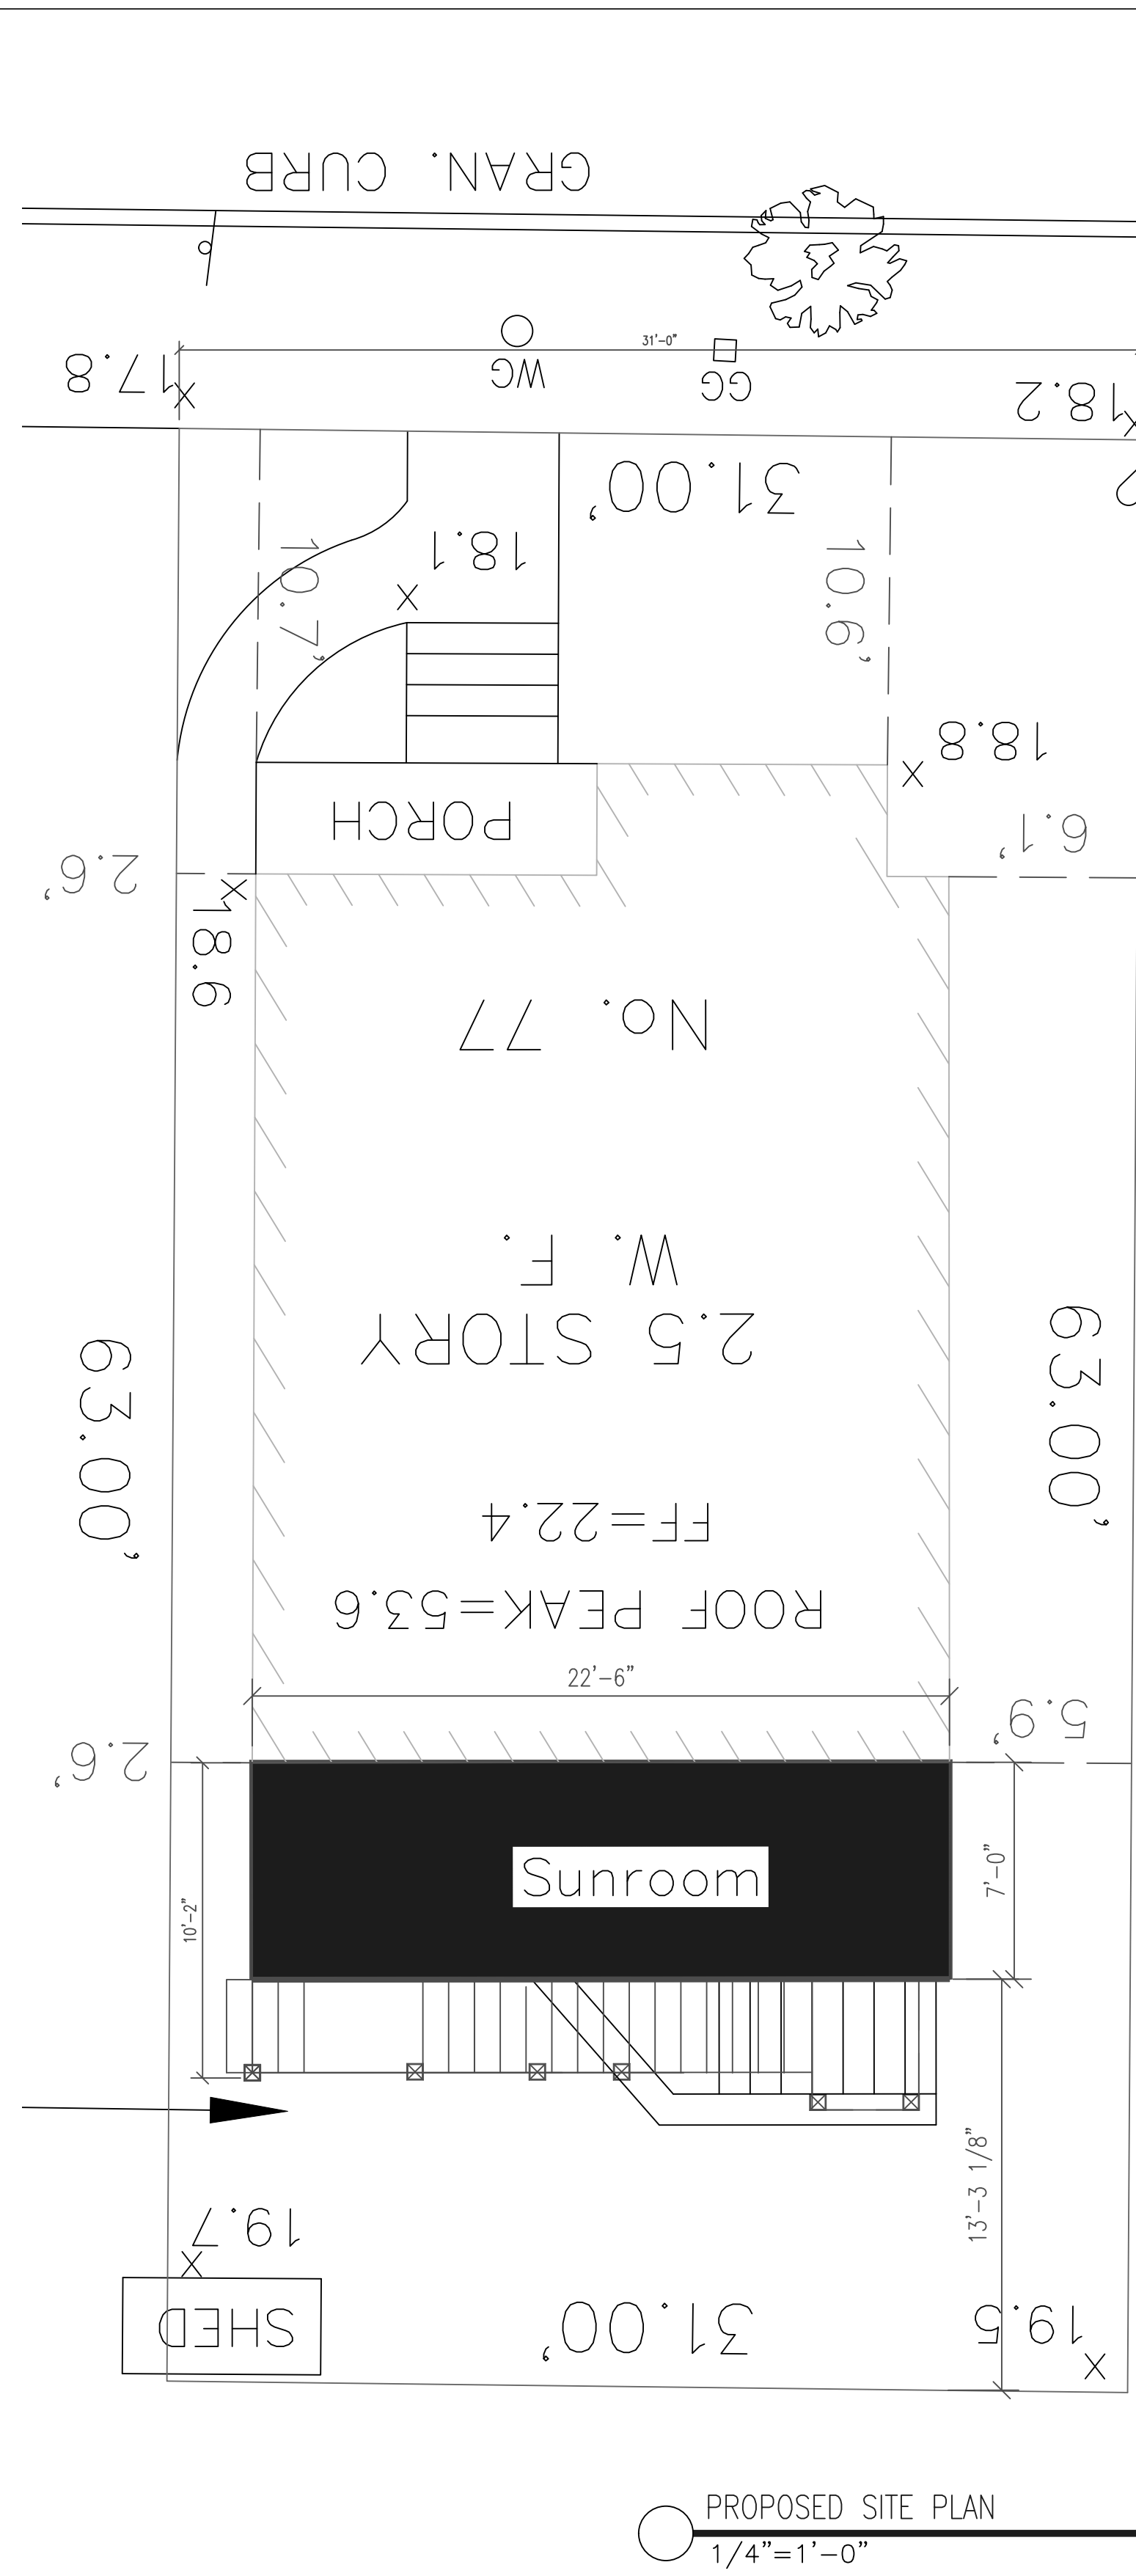 GRAN. CURB
31'-0"
17.8
WG
GG
18.2
31.00'
18.1
10.7'
10.6'
18.8
PORCH
6.1'
2.6'
18.6
No. 77
W. F.
2.5 STORY
63.00'
63.00'
FF=22.4
ROOF PEAK=53.6
22'-6"
5.9'
2.6'
Sunroom
7'-0"
10'-2"
13'-3 1/8"
19.7
SHED
31.00'
19.5
PROPOSED SITE PLAN
1/4"=1'-0"